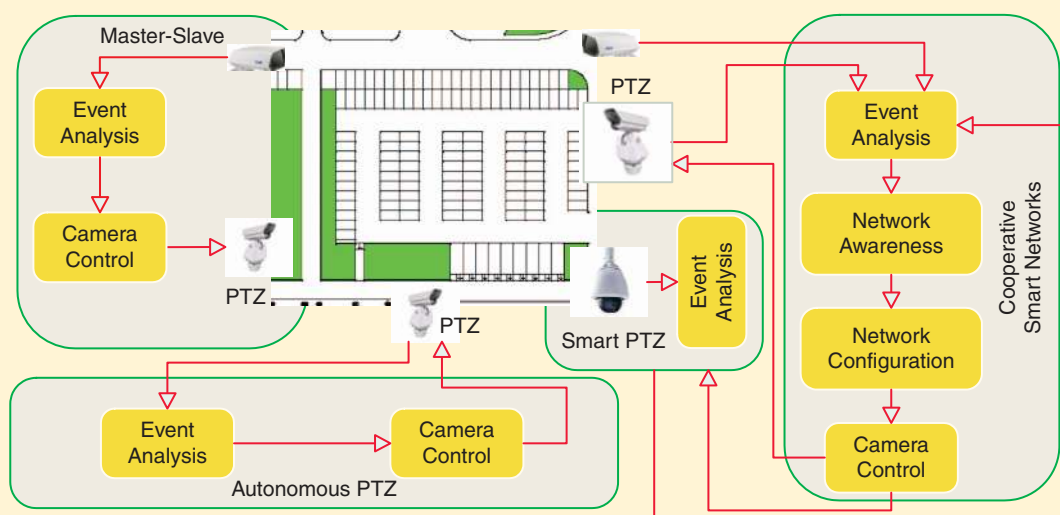 Master-Slave
Event
Analysis
Camera
Control
PTZ
PTZ
PTZ
Event
Analysis
Smart PTZ
Event
Analysis
Camera
Control
Autonomous PTZ
Event
Analysis
Network
Awareness
Network
Configuration
Camera
Control
Cooperative
Smart Networks